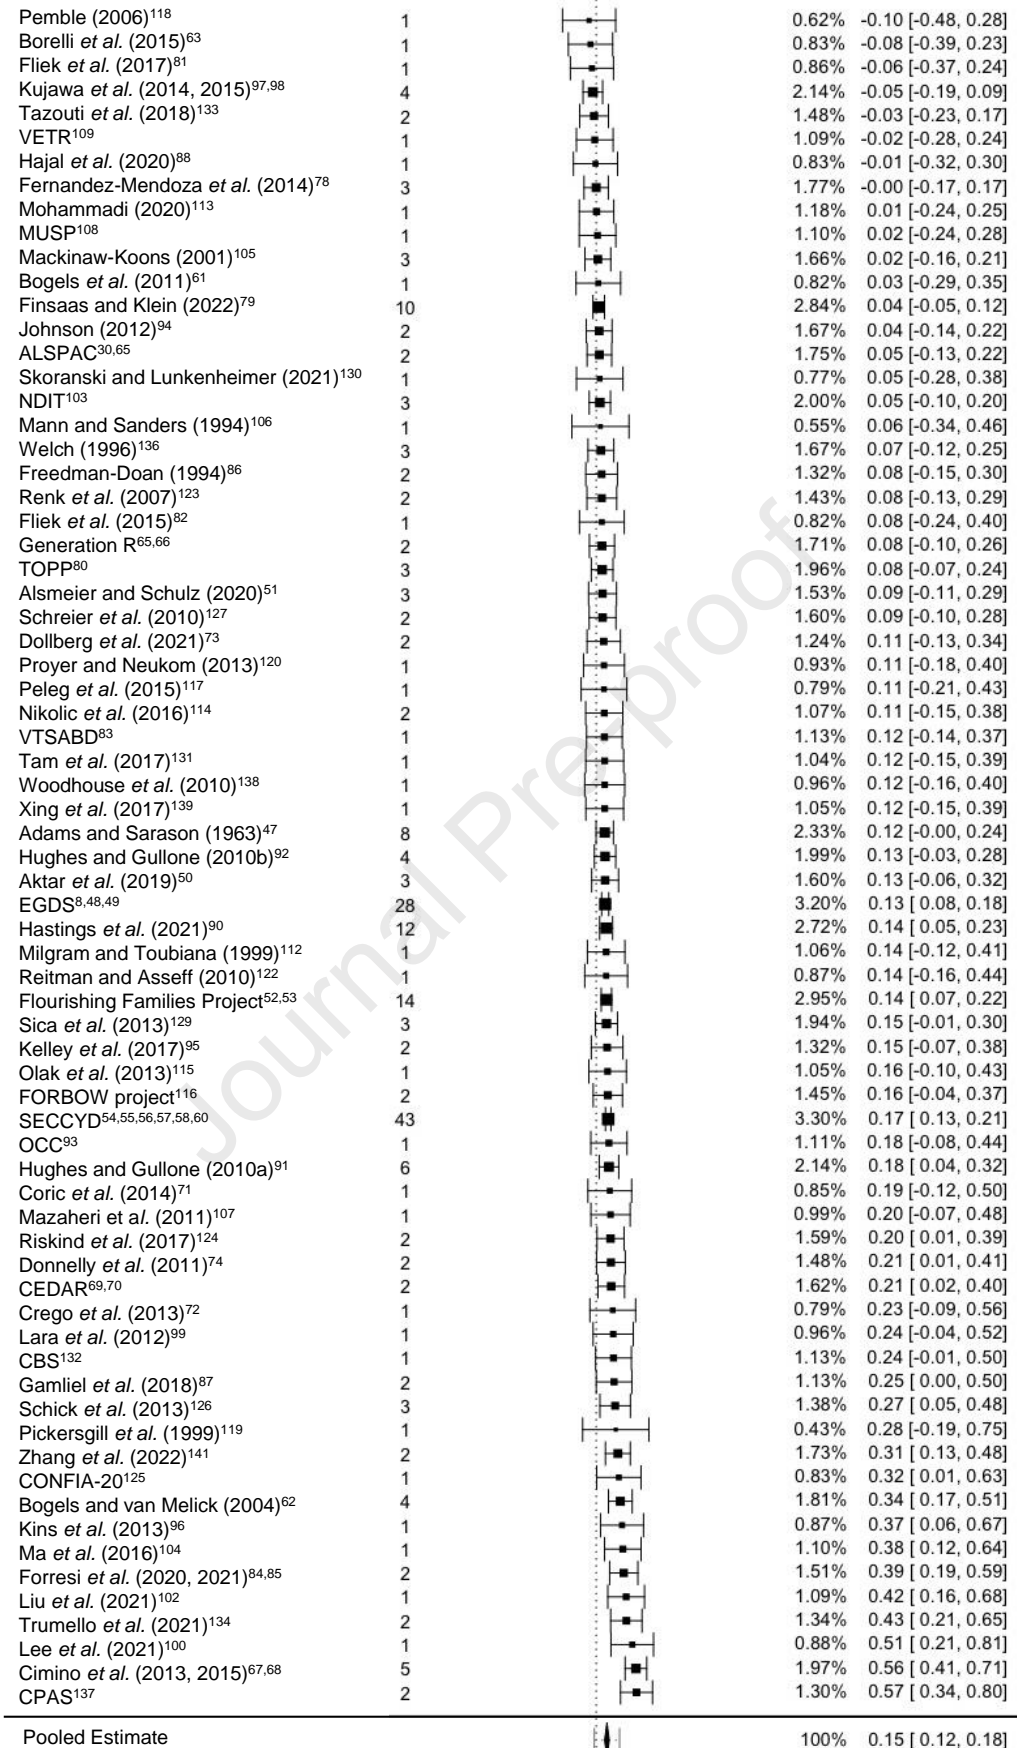 Pemble (2006)118 1 0.62% -0.10 [-0.48, 0.28]
Borelli et al. (2015)63 1 0.83% -0.08 [-0.39, 0.23]
Fliek et al. (2017)81 1 0.86% -0.06 [-0.37, 0.24]
Kujawa et al. (2014, 2015)97,98 4 2.14% -0.05 [-0.19, 0.09]
Tazouti et al. (2018)133 2 1.48% -0.03 [-0.23, 0.17]
VETR109 1 1.09% -0.02 [-0.28, 0.24]
Hajal et al. (2020)88 1 0.83% -0.01 [-0.32, 0.30]
Fernandez-Mendoza et al. (2014)78 3 1.77% -0.00 [-0.17, 0.17]
Mohammadi (2020)113 1 1.18% 0.01 [-0.24, 0.25]
MUSP108 1 1.10% 0.02 [-0.24, 0.28]
Mackinaw-Koons (2001)105 3 1.66% 0.02 [-0.16, 0.21]
Bogels et al. (2011)61 1 0.82% 0.03 [-0.29, 0.35]
Finsaas and Klein (2022)79 10 2.84% 0.04 [-0.05, 0.12]
Johnson (2012)94 2 1.67% 0.04 [-0.14, 0.22]
ALSPAC30,65 2 1.75% 0.05 [-0.13, 0.22]
Skoranski and Lunkenheimer (2021)130 1 0.77% 0.05 [-0.28, 0.38]
NDIT103 3 2.00% 0.05 [-0.10, 0.20]
Mann and Sanders (1994)106 1 0.55% 0.06 [-0.34, 0.46]
Welch (1996)136 3 1.67% 0.07 [-0.12, 0.25]
Freedman-Doan (1994)86 2 1.32% 0.08 [-0.15, 0.30]
Renk et al. (2007)123 2 1.43% 0.08 [-0.13, 0.29]
Fliek et al. (2015)82 1 0.82% 0.08 [-0.24, 0.40]
Generation R65,66 2 1.71% 0.08 [-0.10, 0.26]
TOPP80 3 1.96% 0.08 [-0.07, 0.24]
Alsmeier and Schulz (2020)51 3 1.53% 0.09 [-0.11, 0.29]
Schreier et al. (2010)127 2 1.60% 0.09 [-0.10, 0.28]
Dollberg et al. (2021)73 2 1.24% 0.11 [-0.13, 0.34]
Proyer and Neukom (2013)120 1 0.93% 0.11 [-0.18, 0.40]
Peleg et al. (2015)117 1 0.79% 0.11 [-0.21, 0.43]
Nikolic et al. (2016)114 2 1.07% 0.11 [-0.15, 0.38]
VTSABD83 1 1.13% 0.12 [-0.14, 0.37]
Tam et al. (2017)131 1 1.04% 0.12 [-0.15, 0.39]
Woodhouse et al. (2010)138 1 0.96% 0.12 [-0.16, 0.40]
Xing et al. (2017)139 1 1.05% 0.12 [-0.15, 0.39]
Adams and Sarason (1963)47 8 2.33% 0.12 [-0.00, 0.24]
Hughes and Gullone (2010b)92 4 1.99% 0.13 [-0.03, 0.28]
Aktar et al. (2019)50 3 1.60% 0.13 [-0.06, 0.32]
EGDS8,48,49 28 3.20% 0.13 [ 0.08, 0.18]
Hastings et al. (2021)90 12 2.72% 0.14 [ 0.05, 0.23]
Milgram and Toubiana (1999)112 1 1.06% 0.14 [-0.12, 0.41]
Reitman and Asseff (2010)122 1 0.87% 0.14 [-0.16, 0.44]
Flourishing Families Project52,53 14 2.95% 0.14 [ 0.07, 0.22]
Sica et al. (2013)129 3 1.94% 0.15 [-0.01, 0.30]
Kelley et al. (2017)95 2 1.32% 0.15 [-0.07, 0.38]
Olak et al. (2013)115 1 1.05% 0.16 [-0.10, 0.43]
FORBOW project116 2 1.45% 0.16 [-0.04, 0.37]
SECCYD54,55,56,57,58,60 43 3.30% 0.17 [ 0.13, 0.21]
OCC93 1 1.11% 0.18 [-0.08, 0.44]
Hughes and Gullone (2010a)91 6 2.14% 0.18 [ 0.04, 0.32]
Coric et al. (2014)71 1 0.85% 0.19 [-0.12, 0.50]
Mazaheri et al. (2011)107 1 0.99% 0.20 [-0.07, 0.48]
Riskind et al. (2017)124 2 1.59% 0.20 [ 0.01, 0.39]
Donnelly et al. (2011)74 2 1.48% 0.21 [ 0.01, 0.41]
CEDAR69,70 2 1.62% 0.21 [ 0.02, 0.40]
Crego et al. (2013)72 1 0.79% 0.23 [-0.09, 0.56]
Lara et al. (2012)99 1 0.96% 0.24 [-0.04, 0.52]
CBS132 1 1.13% 0.24 [-0.01, 0.50]
Gamliel et al. (2018)87 2 1.13% 0.25 [ 0.00, 0.50]
Schick et al. (2013)126 3 1.38% 0.27 [ 0.05, 0.48]
Pickersgill et al. (1999)119 1 0.43% 0.28 [-0.19, 0.75]
Zhang et al. (2022)141 2 1.73% 0.31 [ 0.13, 0.48]
CONFIA-20125 1 0.83% 0.32 [ 0.01, 0.63]
Bogels and van Melick (2004)62 4 1.81% 0.34 [ 0.17, 0.51]
Kins et al. (2013)96 1 0.87% 0.37 [ 0.06, 0.67]
Ma et al. (2016)104 1 1.10% 0.38 [ 0.12, 0.64]
Forresi et al. (2020, 2021)84,85 2 1.51% 0.39 [ 0.19, 0.59]
Liu et al. (2021)102 1 1.09% 0.42 [ 0.16, 0.68]
Trumello et al. (2021)134 2 1.34% 0.43 [ 0.21, 0.65]
Lee et al. (2021)100 1 0.88% 0.51 [ 0.21, 0.81]
Cimino et al. (2013, 2015)67,68 5 1.97% 0.56 [ 0.41, 0.71]
CPAS137 2 1.30% 0.57 [ 0.34, 0.80]
Pooled Estimate 100% 0.15 [ 0.12, 0.18]
Journal Pre-proof